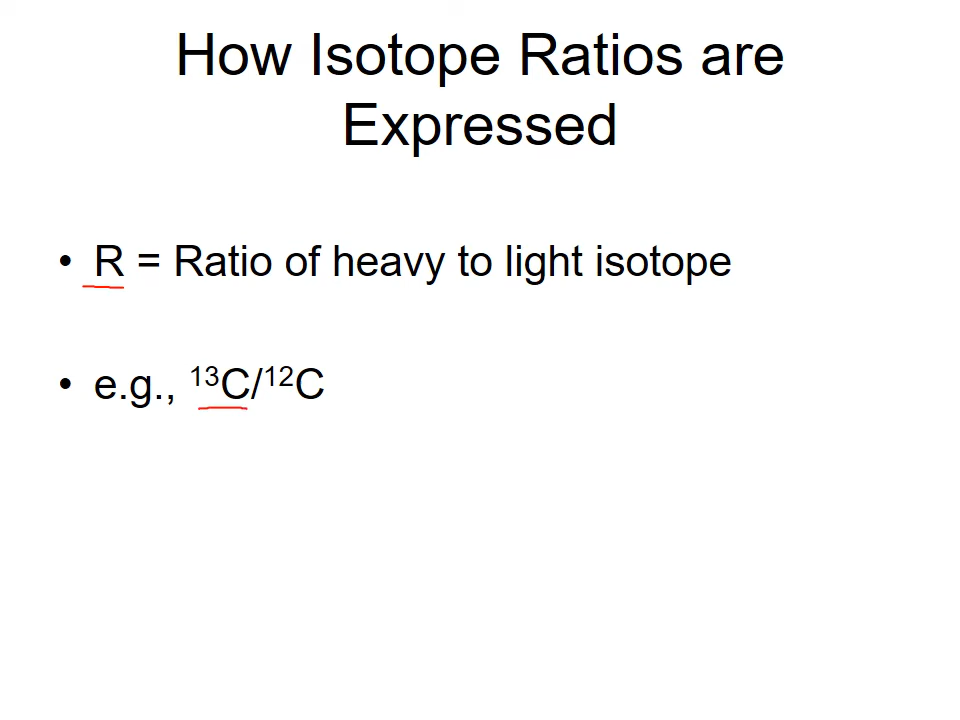 How Isotope Ratios are
Expressed
• R = Ratio of heavy to light isotope
• e.g., ¹³C/¹²C